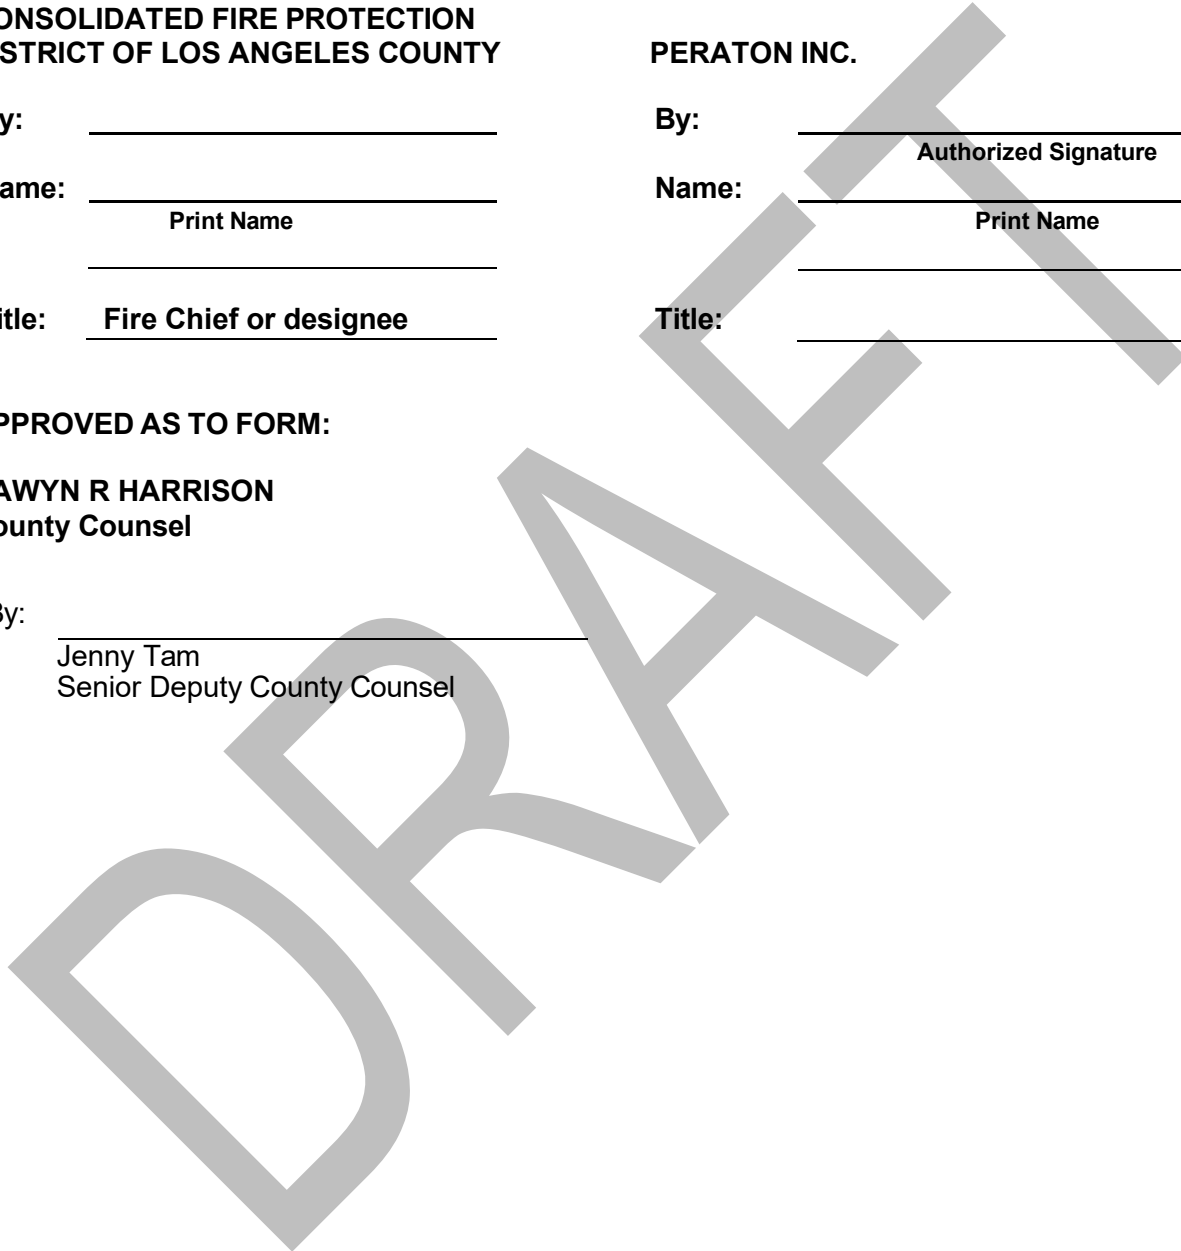 ONSOLIDATED FIRE PROTECTION
STRICT OF LOS ANGELES COUNTY
PERATON INC.
y:
By:
Authorized Signature
ame:
Name:
Print Name
Print Name
itle: Fire Chief or designee
Title:
PPROVED AS TO FORM:
AWYN R HARRISON
ounty Counsel
By:
Jenny Tam
Senior Deputy County Counsel
DRAFT